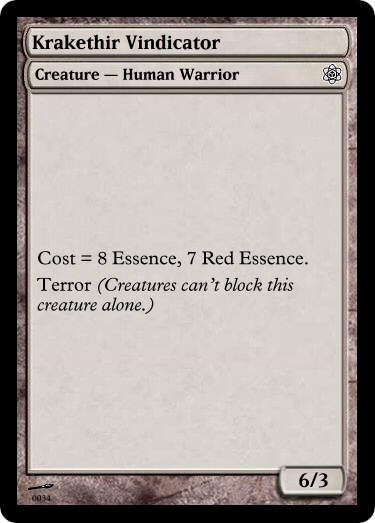 Krakethir Vindicator
Creature — Human Warrior
Cost = 8 Essence, 7 Red Essence.
Terror (Creatures can't block this
creature alone.)
6/3
0034